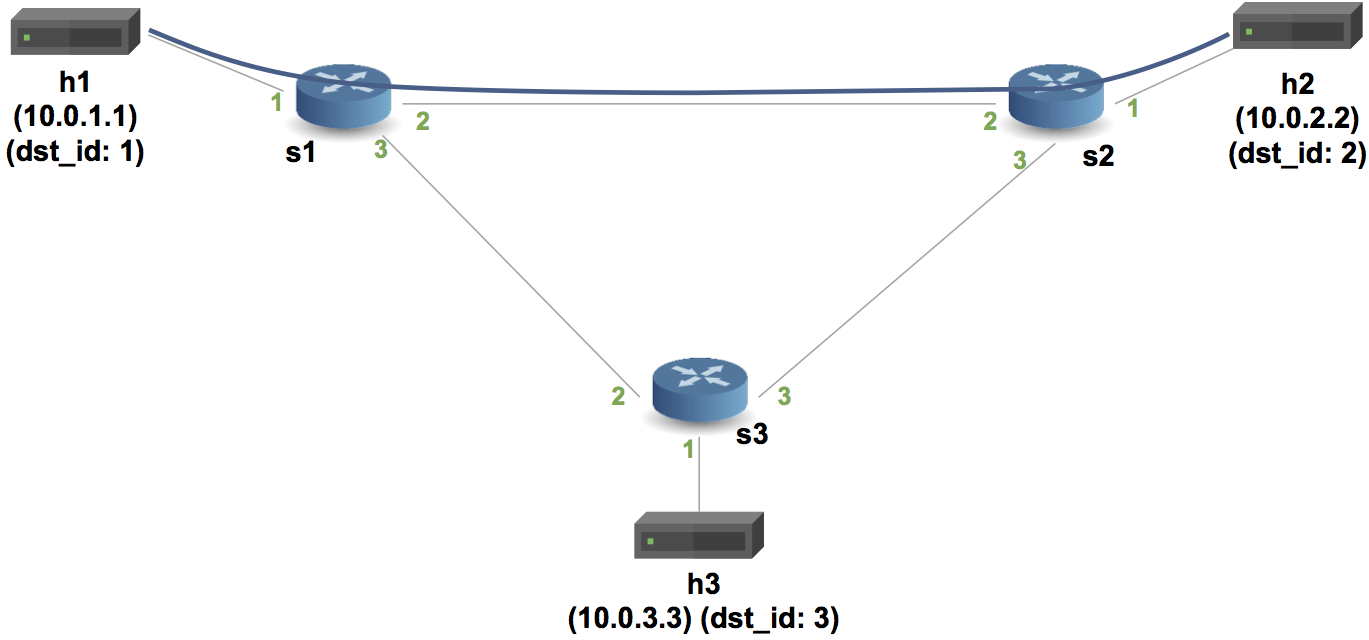 h1
(10.0.1.1)
(dst_id: 1)
1
s1
2
3
2
1
3
s2
h2
(10.0.2.2)
(dst_id: 2)
2
3
s3
1
h3
(10.0.3.3) (dst_id: 3)